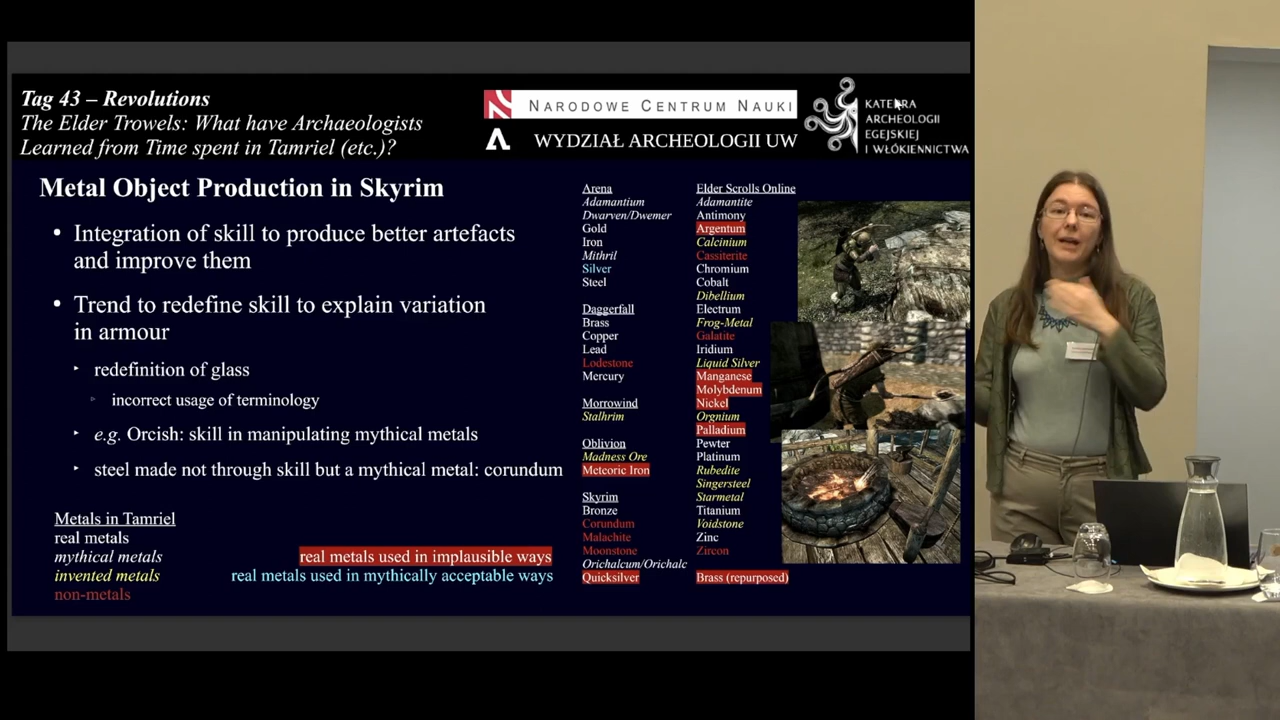 Tag 43 – Revolutions
The Elder Trowels: What have Archaeologists
Learned from Time spent in Tamriel (etc.)?
NARODOWE CENTRUM NAUKI
WYDZIAŁ ARCHEOLOGII UW
KATEDRA
ARCHEOLOGII
EGEJSKIEJ
I WŁÓKIENNICTWA
Metal Object Production in Skyrim
• Integration of skill to produce better artefacts
and improve them
• Trend to redefine skill to explain variation
in armour
redefinition of glass
incorrect usage of terminology
e.g. Orcish: skill in manipulating mythical metals
steel made not through skill but a mythical metal: corundum
Metals in Tamriel
real metals
mythical metals
invented metals
non-metals
real metals used in implausible ways
real metals used in mythically acceptable ways
Arena
Adamantium
Dwarven/Dwemer
Gold
Iron
Mithril
Silver
Steel
Daggerfall
Brass
Copper
Lead
Lodestone
Mercury
Morrowind
Stalhrim
Oblivion
Madness Ore
Meteoric Iron
Skyrim
Bronze
Corundum
Malachite
Moonstone
Orichalcum/Orichalc
Quicksilver
Elder Scrolls Online
Adamantite
Antimony
Argentum
Calcinium
Cassiterite
Chromium
Cobalt
Dibellium
Electrum
Frog-Metal
Galatite
Iridium
Liquid Silver
Manganese
Molybdenum
Nickel
Orgnium
Palladium
Pewter
Platinum
Rubedite
Singersteel
Starmetal
Titanium
Voidstone
Zinc
Zircon
Brass (repurposed)